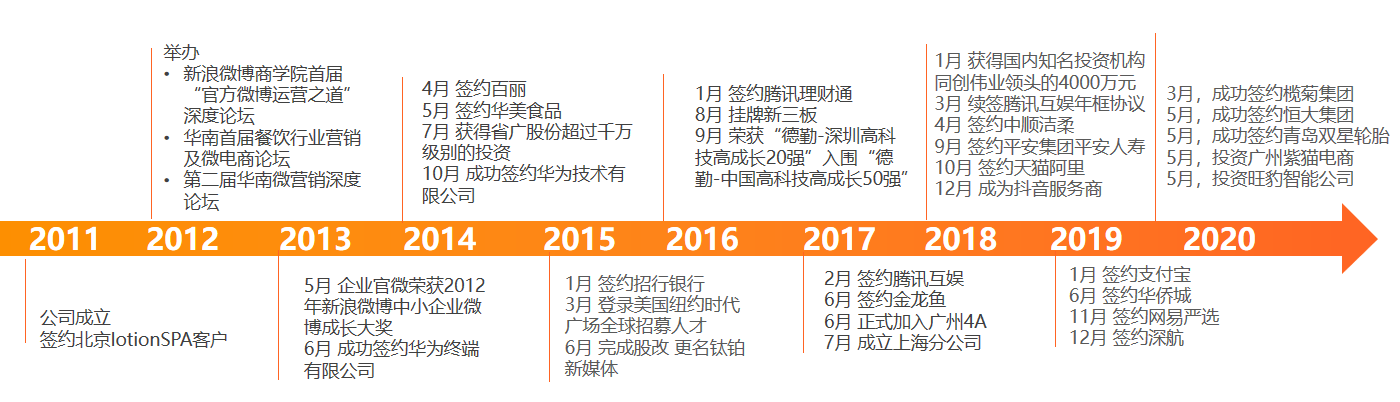 举办
• 新浪微博商学院首届
“官方微博运营之道”
深度论坛
• 华南首届餐饮行业营销
及微电商论坛
• 第二届华南微营销深度
论坛
4月 签约百丽
5月 签约华美食品
7月 获得省广股份超过千万
级别的投资
10月 成功签约华为技术有
限公司
1月 签约腾讯理财通
8月 挂牌新三板
9月 荣获“德勤-深圳高科
技高成长20强”入围“德
勤-中国高科技高成长50强”
1月 获得国内知名投资机构
同创伟业领头的4000万元
3月 续签腾讯互娱年框协议
4月 签约中顺洁柔
9月 签约平安集团平安人寿
10月 签约天猫阿里
12月 成为抖音服务商
3月，成功签约榄菊集团
5月，成功签约恒大集团
5月，成功签约青岛双星轮胎
5月，投资广州紫猫电商
5月，投资旺豹智能公司
2011 2012 2013 2014 2015 2016 2017 2018 2019 2020
公司成立
签约北京lotionSPA客户
5月 企业官微荣获2012
年新浪微博中小企业微
博成长大奖
6月 成功签约华为终端
有限公司
1月 签约招行银行
3月 登录美国纽约时代
广场全球招募人才
6月 完成股改 更名钛铂
新媒体
2月 签约腾讯互娱
6月 签约金龙鱼
6月 正式加入广州4A
7月 成立上海分公司
1月 签约支付宝
6月 签约华侨城
11月 签约网易严选
12月 签约深航